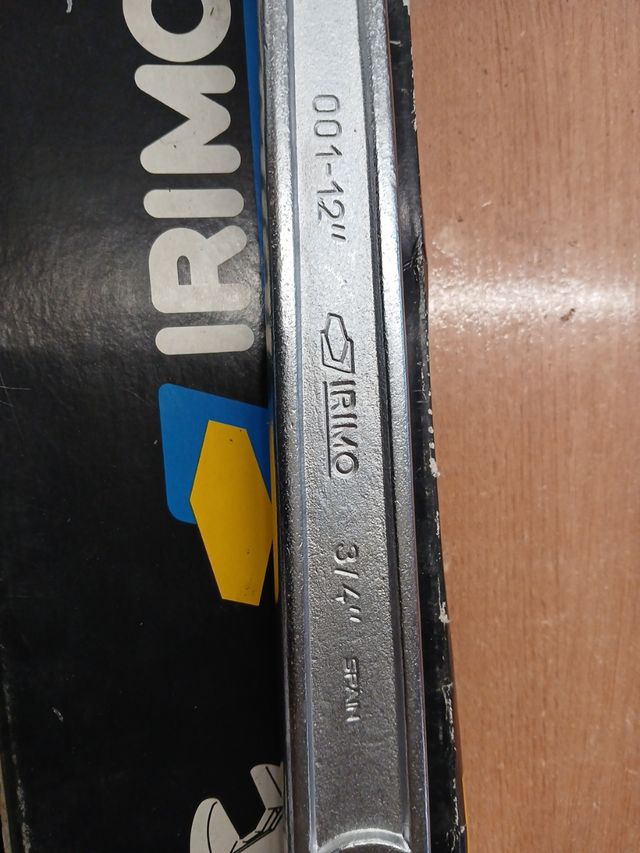 IRIMO
001-12"
IRIMO
3/4"
SPAIN